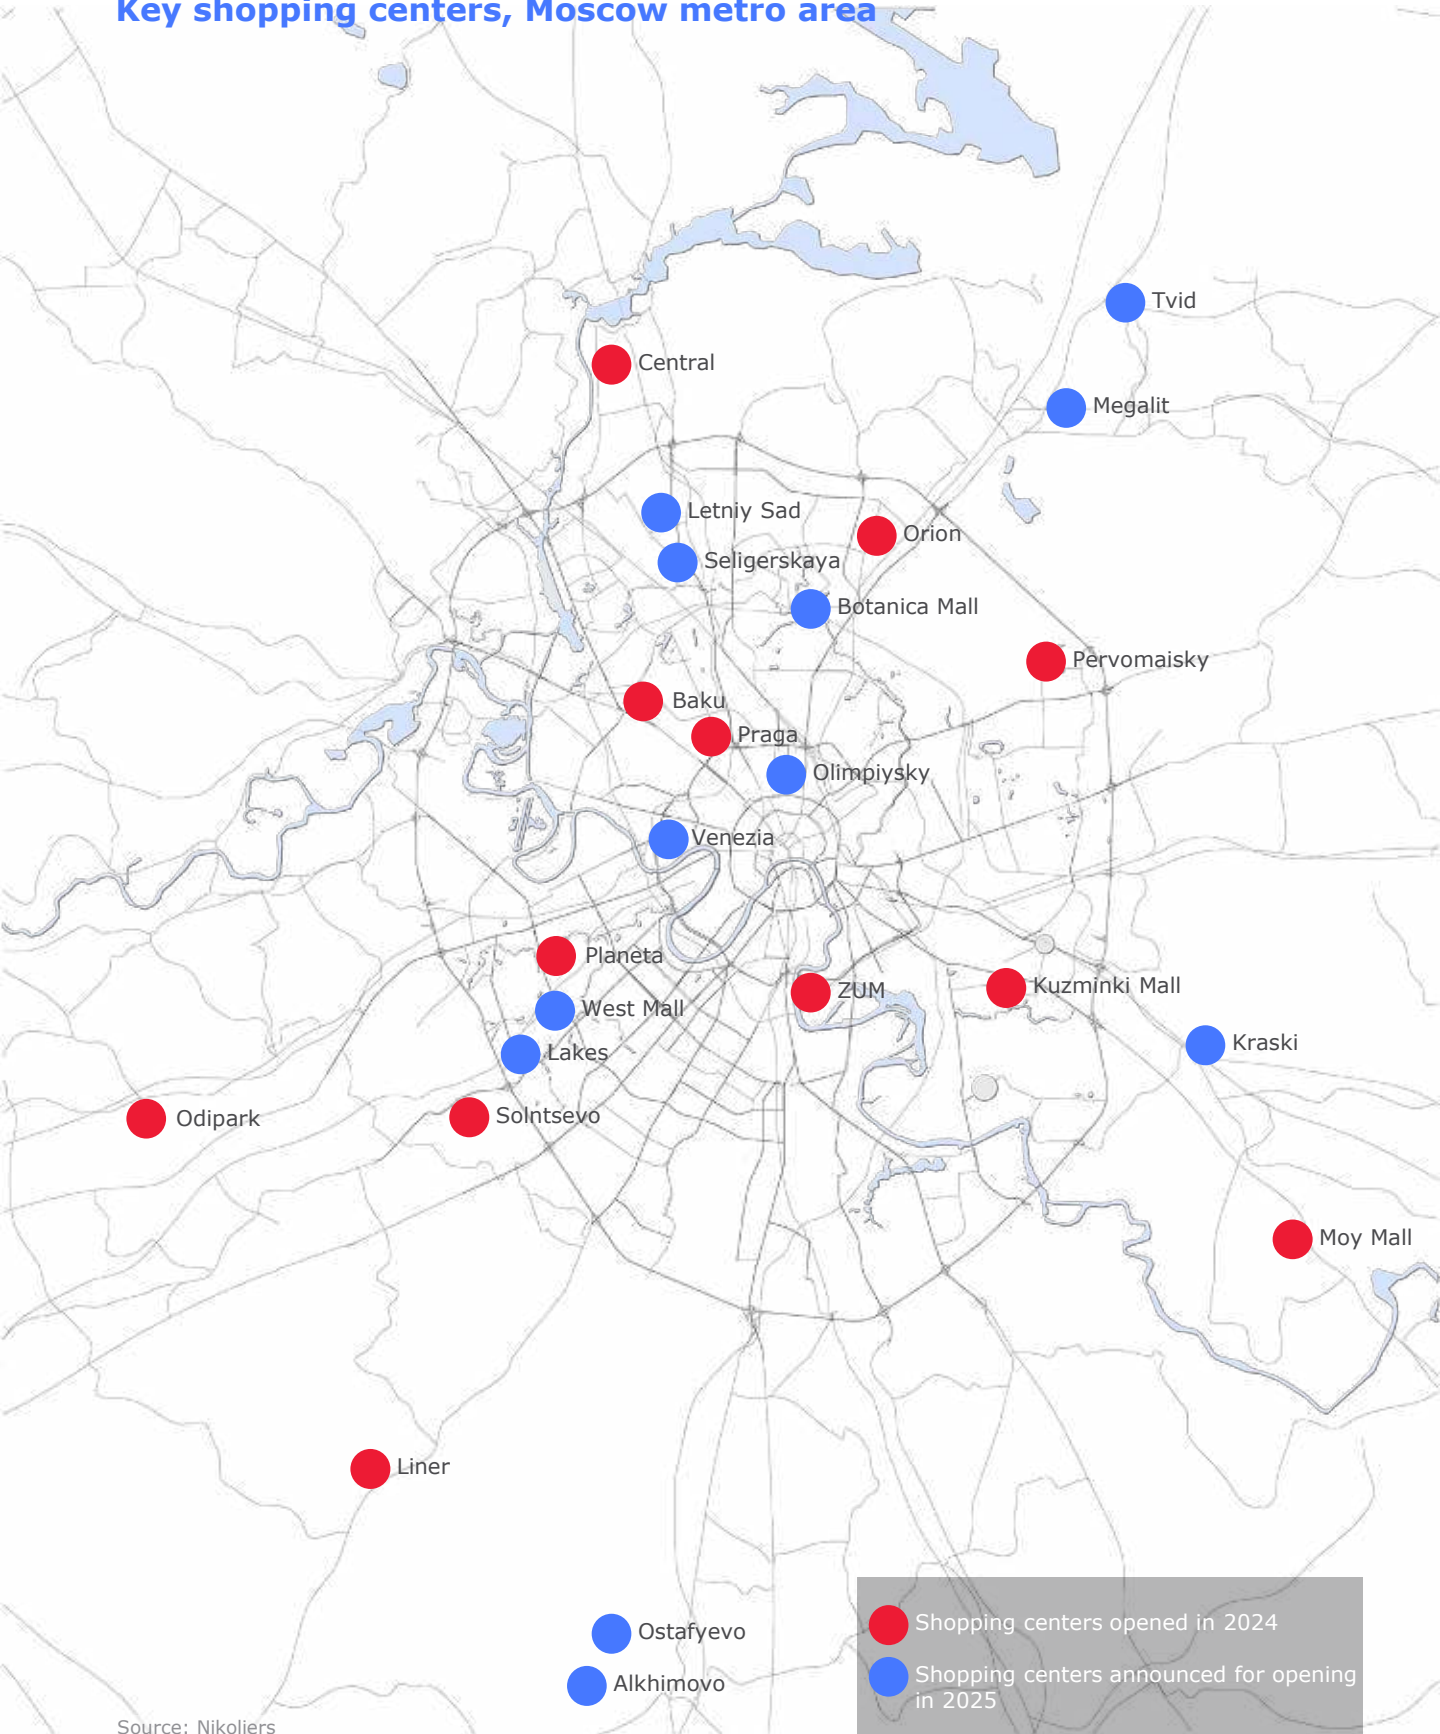 Key shopping centers, Moscow metro area
Tvid
Central
Megalit
Letniy Sad
Orion
Seligerskaya
Botanica Mall
Pervomaisky
Baku
Praga
Olimpiysky
Venezia
Planeta
Kuzminki Mall
ZUM
West Mall
Kraski
Lakes
Solntsevo
Odipark
Moy Mall
Liner
Ostafyevo
Alkhimovo
Shopping centers opened in 2024
Shopping centers announced for opening
in 2025
Source: Nikoliers